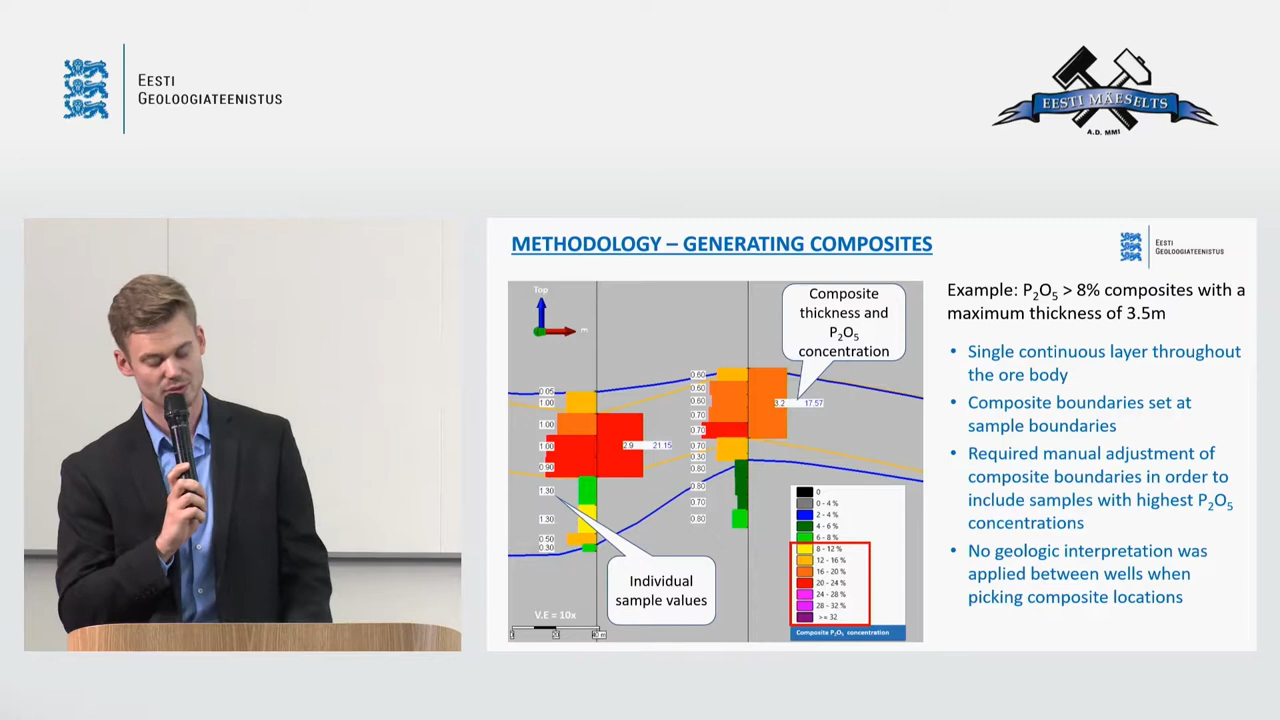 EESTI
GEOLOOGIATEENISTUS
EESTI MÄESELTS
A.D. MMI
METHODOLOGY – GENERATING COMPOSITES
EESTI
GEOLOOGIATEENISTUS
Top
m
Composite
thickness and
P₂O₅
concentration
0.05
1.00
1.00
1.00
0.90
1.30
1.30
0.50
0.30
2.9 21.15
0.60
0.60
0.60
0.70
0.70
0.70
0.30
0.80
0.80
0.70
0.80
3.2 17.57
Individual
sample values
V.E = 10x
0
0 - 4 %
2 - 4 %
4 - 6 %
6 - 8 %
8 - 12 %
12 - 16 %
16 - 20 %
20 - 24 %
24 - 28 %
28 - 32 %
>= 32
Composite P₂O₅ concentration
Example: P₂O₅ > 8% composites with a
maximum thickness of 3.5m
• Single continuous layer throughout
the ore body
• Composite boundaries set at
sample boundaries
• Required manual adjustment of
composite boundaries in order to
include samples with highest P₂O₅
concentrations
• No geologic interpretation was
applied between wells when
picking composite locations